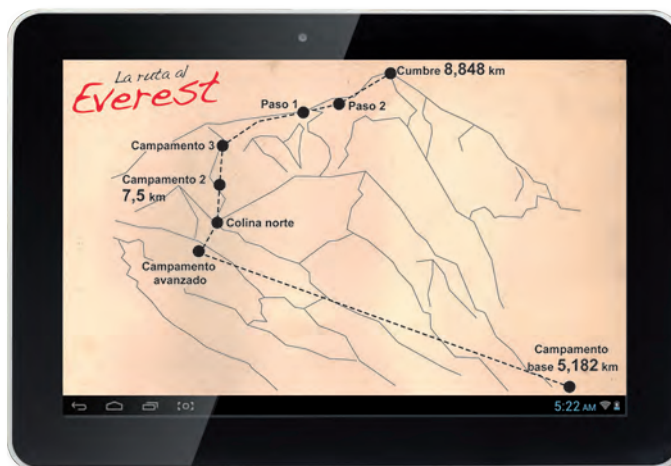 La ruta al
Everest
Cumbre 8,848 km
Paso 1
Paso 2
Campamento 3
Campamento 2
7,5 km
Colina norte
Campamento
avanzado
Campamento
base 5,182 km
5:22 AM